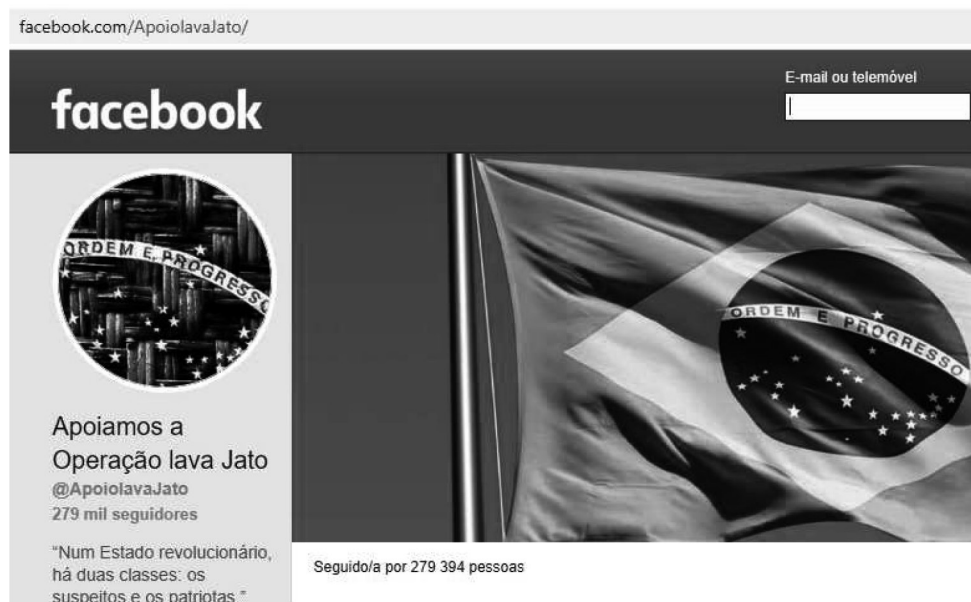 facebook.com/ApoiolavaJato/
facebook
E-mail ou telemóvel
ORDEM E PROGRESSO
ORDEM E PROGRESSO
Apoiamos a
Operação lava Jato
@ApoiolavaJato
279 mil seguidores
“Num Estado revolucionário,
há duas classes: os
suspeitos e os patriotas.”
Seguido/a por 279 394 pessoas